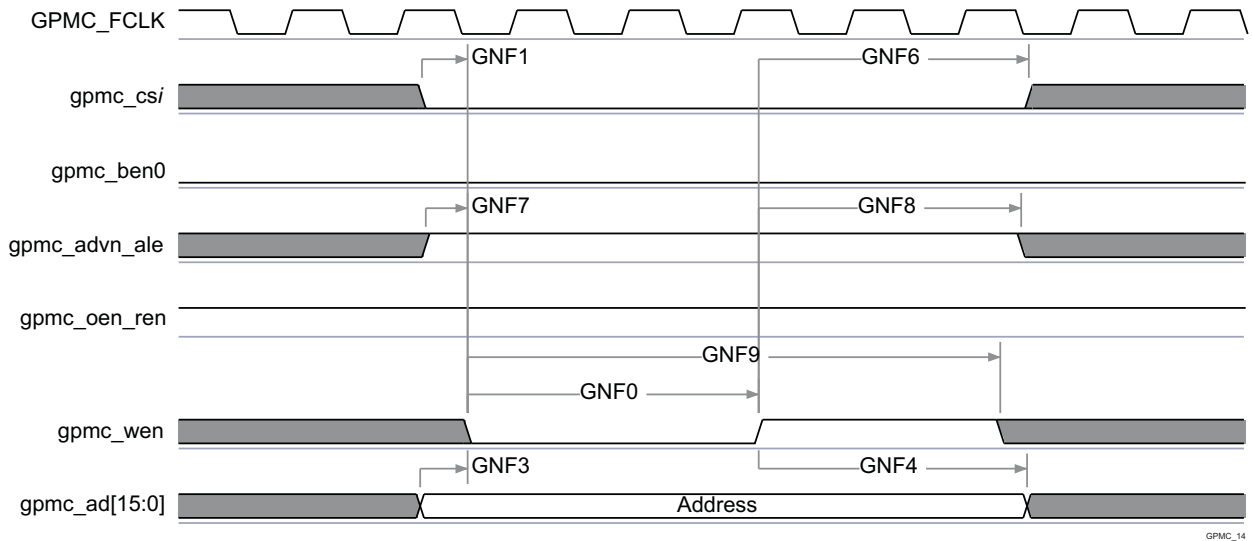 GPMC_FCLK
GNF1
GNF6
gpmc_csi
gpmc_ben0
GNF7
GNF8
gpmc_advn_ale
gpmc_oen_ren
GNF9
GNF0
gpmc_wen
GNF3
GNF4
gpmc_ad[15:0]
Address
GPMC_14